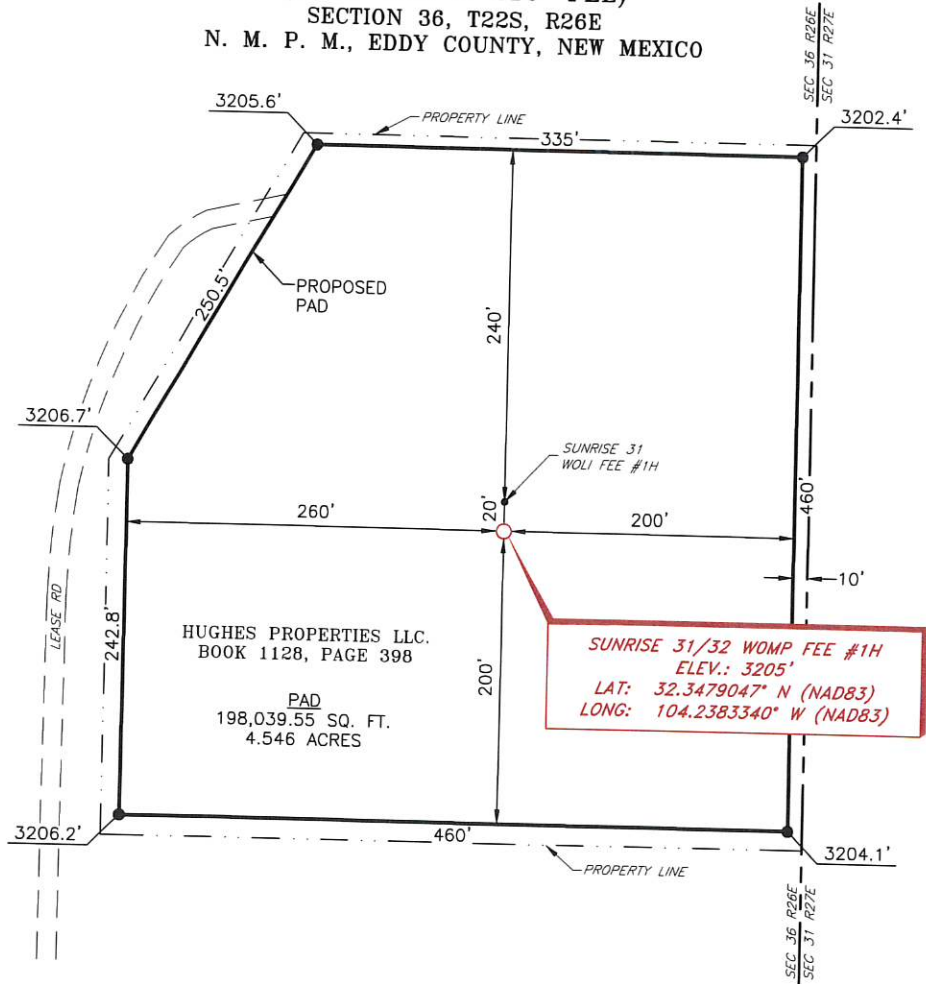 SECTION 36, T22S, R26E
N. M. P. M., EDDY COUNTY, NEW MEXICO
SEC 36 R26E
SEC 31 R27E
3205.6'
PROPERTY LINE
335'
3202.4'
250.5'
PROPOSED
PAD
240'
3206.7'
SUNRISE 31
WOLI FEE #1H
20'
260'
200'
460'
10'
LEASE RD
242.8'
HUGHES PROPERTIES LLC.
BOOK 1128, PAGE 398
PAD
198,039.55 SQ. FT.
4.546 ACRES
200'
SUNRISE 31/32 WOMP FEE #1H
ELEV.: 3205'
LAT: 32.3479047° N (NAD83)
LONG: 104.2383340° W (NAD83)
3206.2'
460'
3204.1'
PROPERTY LINE
SEC 36 R26E
SEC 31 R27E